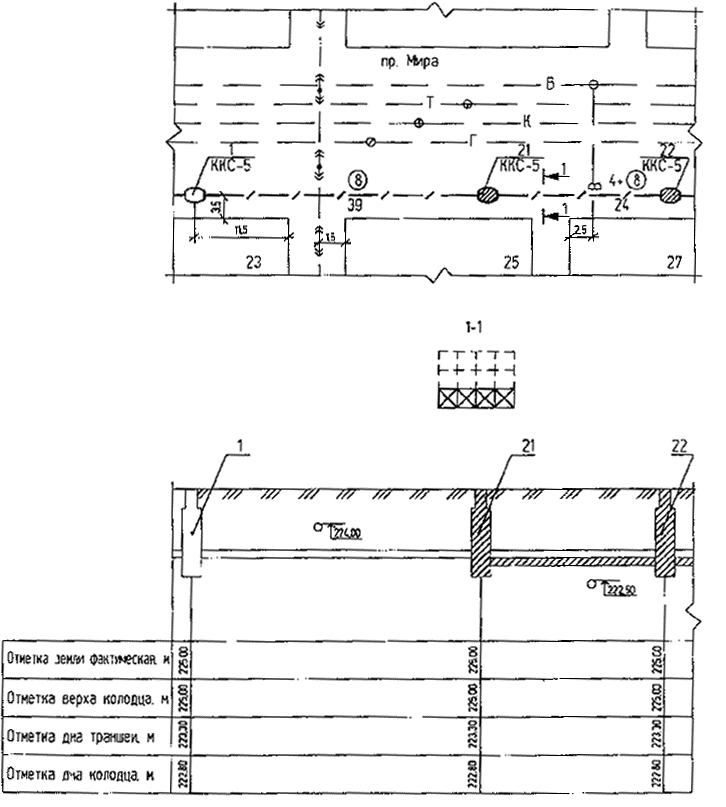 пр. Мира
В
Т
К
Г
1
ККС-5
21
ККС-5
22
ККС-5
1
1
8
39
4+ 8
24
3,5
11,5
1,5
2,5
23
25
27
1-1
1
21
22
274,00
222,50
Отметка земли фактическая, м 225,00 225,00 225,00
Отметка верха колодца, м 225,00 225,00 225,00
Отметка дна траншеи, м 223,30 223,30 223,30
Отметка дна колодца, м 222,80 222,80 222,80